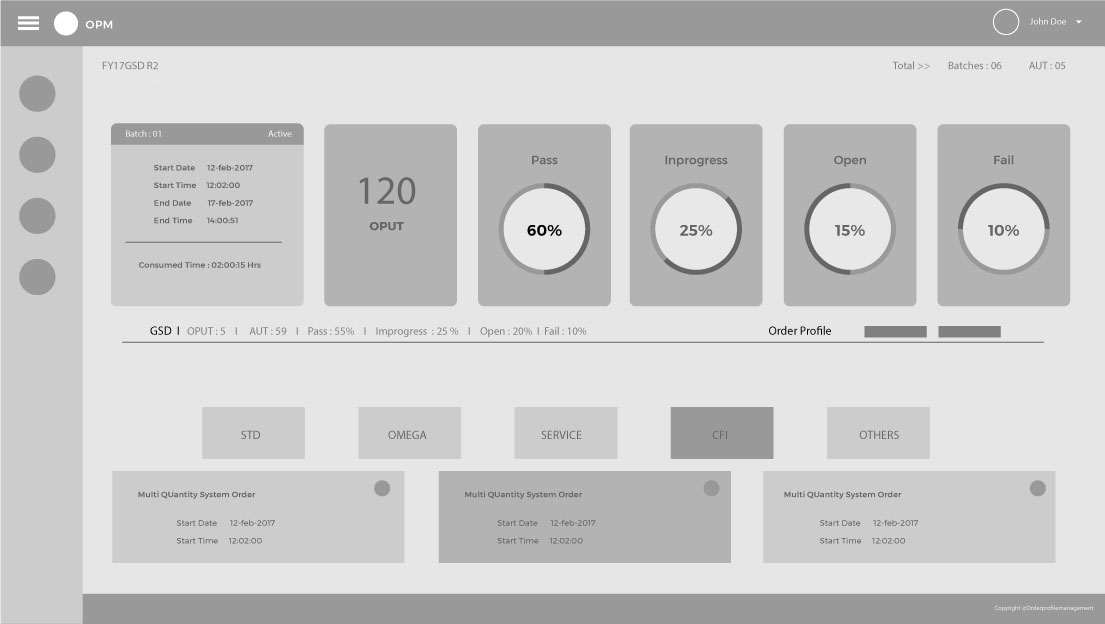 OPM
John Doe
FY17GSD R2
Total >> Batches : 06 AUT : 05
Batch : 01 Active
Start Date 12-feb-2017
Start Time 12:02:00
End Date 17-feb-2017
End Time 14:00:51
Consumed Time : 02:00:15 Hrs
120
OPUT
Pass
60%
Inprogress
25%
Open
15%
Fail
10%
GSD I OPUT : 5 I AUT : 59 I Pass : 55% I Improgress : 25 % I Open : 20% I Fail : 10%
Order Profile
STD
OMEGA
SERVICE
CFI
OTHERS
Multi QUantity System Order
Start Date 12-feb-2017
Start Time 12:02:00
Multi QUantity System Order
Start Date 12-feb-2017
Start Time 12:02:00
Multi QUantity System Order
Start Date 12-feb-2017
Start Time 12:02:00
Copyright @Orderprofilemanagement